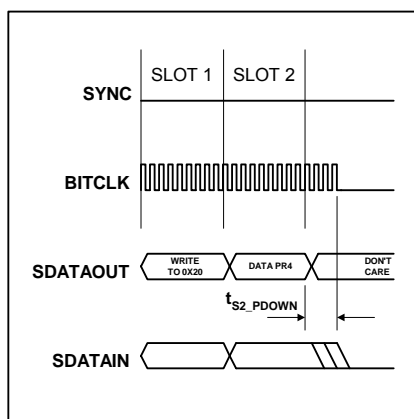 SLOT 1 SLOT 2
SYNC
BITCLK
SDATAOUT
WRITE
TO 0X20
DATA PR4
DON'T
CARE
tS2_PDOWN
SDATAIN